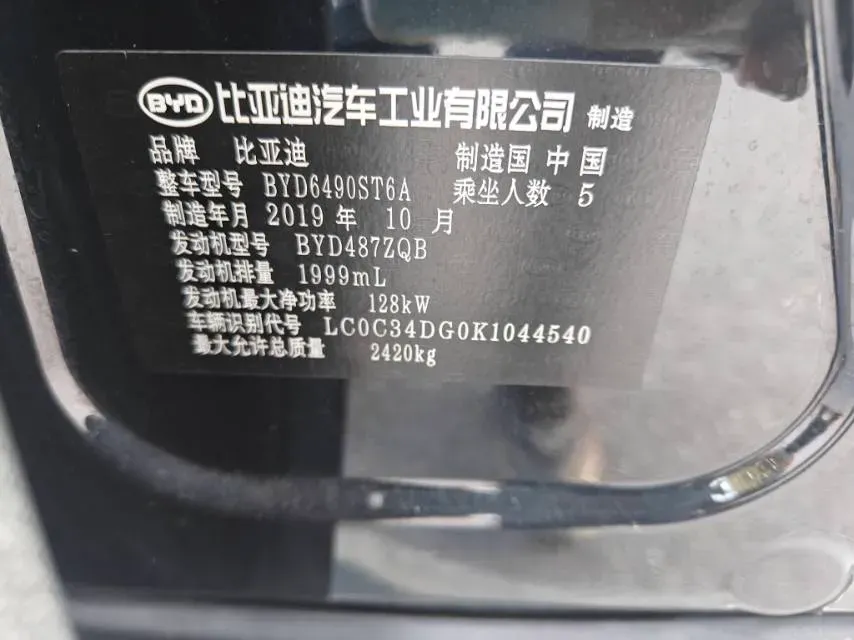 BYD 比亚迪汽车工业有限公司 制造
品牌 比亚迪 制造国 中国
整车型号 BYD6490ST6A 乘坐人数 5
制造年月 2019 年 10 月
发动机型号 BYD487ZQB
发动机排量 1999mL
发动机最大净功率 128kW
车辆识别代号 LC0C34DG0K1044540
最大允许总质量 2420kg